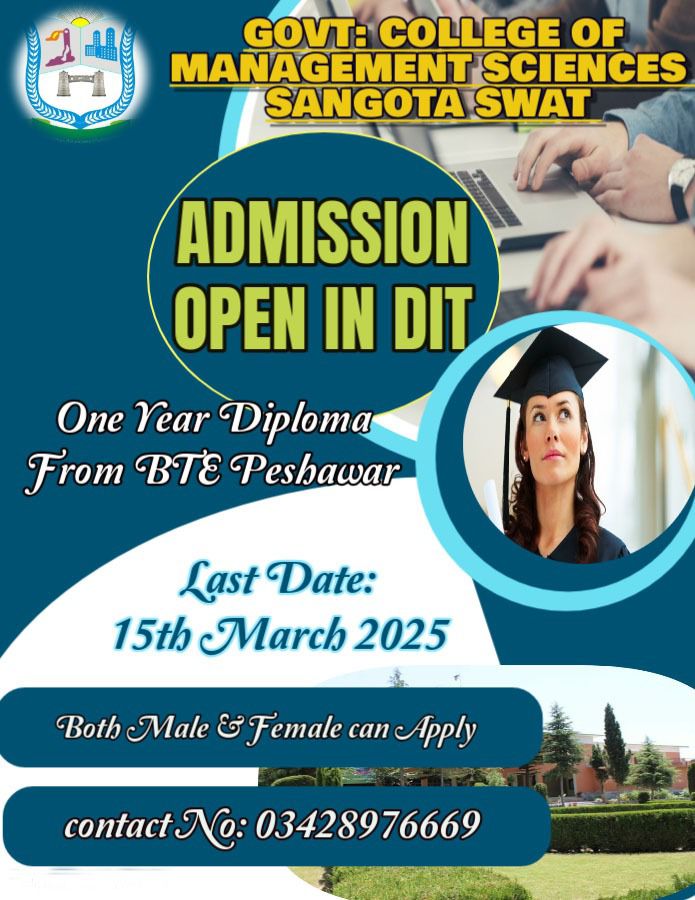 GOVT: COLLEGE OF
MANAGEMENT SCIENCES
SANGOTA SWAT
ADMISSION
OPEN IN DIT
One Year Diploma
From BTE Peshawar
Last Date:
15th March 2025
Both Male & Female can Apply
contact No: 03428976669